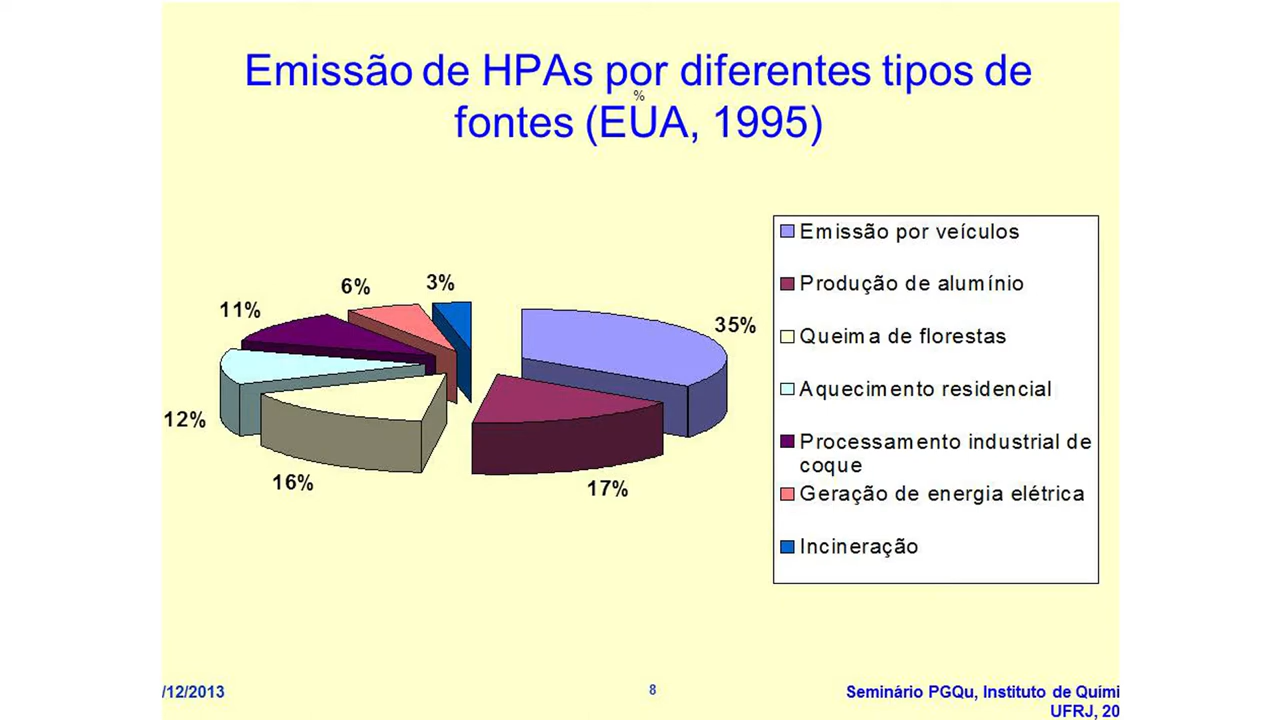 Emissão de HPAs por diferentes tipos de
%
fontes (EUA, 1995)
Emissão por veículos
Produção de alumínio
Queima de florestas
Aquecimento residencial
Processamento industrial de
coque
Geração de energia elétrica
Incineração
3%
6%
11%
35%
12%
16%
17%
/12/2013
8
Seminário PGQu, Instituto de Quími
UFRJ, 20